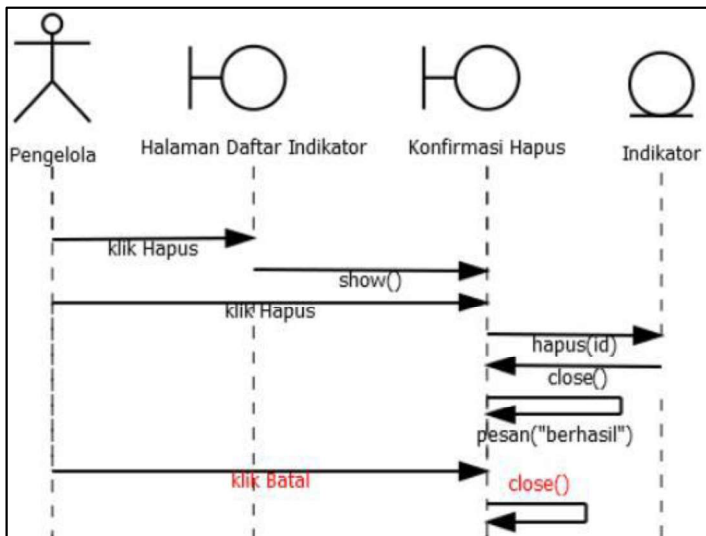 Pengelola
Halaman Daftar Indikator
Konfirmasi Hapus
Indikator
klik Hapus
show()
klik Hapus
hapus(id)
close()
pesan("berhasil")
klik Batal
close()